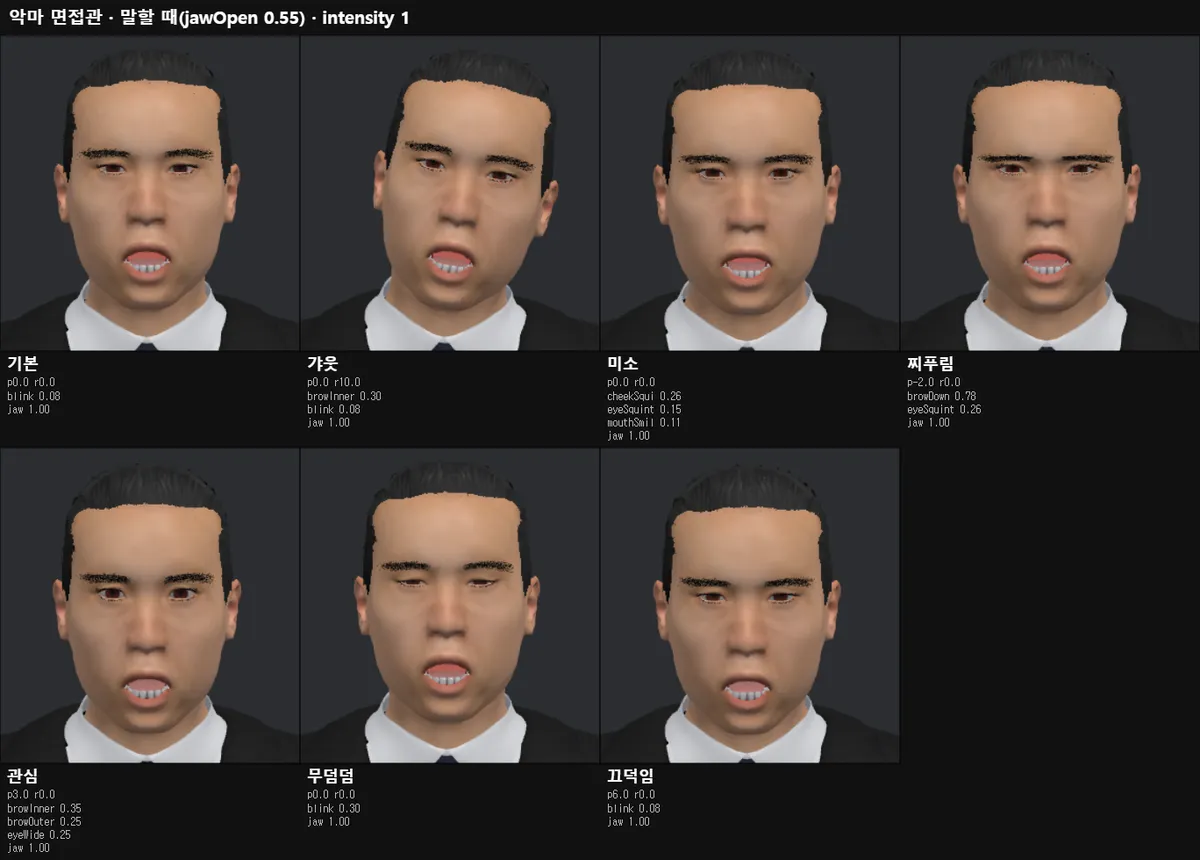 악마 면접관 · 말할 때(jawOpen 0.55) · intensity 1
기본
p0.0 r0.0
blink 0.08
jaw 1.00
갸웃
p0.0 r10.0
browInner 0.30
blink 0.08
jaw 1.00
미소
p0.0 r0.0
cheekSqui 0.26
eyeSquint 0.15
mouthSmil 0.11
jaw 1.00
찌푸림
p-2.0 r0.0
browDown 0.78
eyeSquint 0.26
jaw 1.00
관심
p3.0 r0.0
browInner 0.35
browOuter 0.25
eyeWide 0.25
jaw 1.00
무덤덤
p0.0 r0.0
blink 0.30
jaw 1.00
끄덕임
p6.0 r0.0
blink 0.08
jaw 1.00